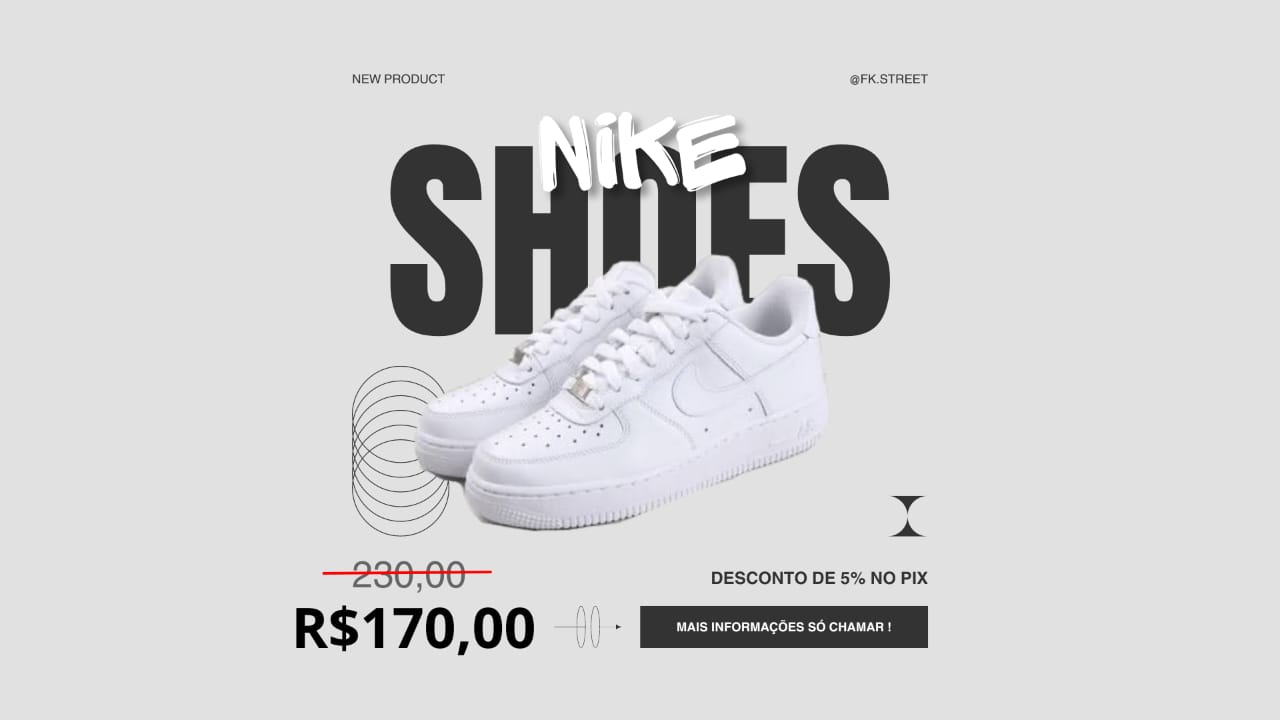 NEW PRODUCT
@FK.STREET
NIKE
SHOES
230,00
R$170,00
DESCONTO DE 5% NO PIX
MAIS INFORMAÇÕES SÓ CHAMAR !